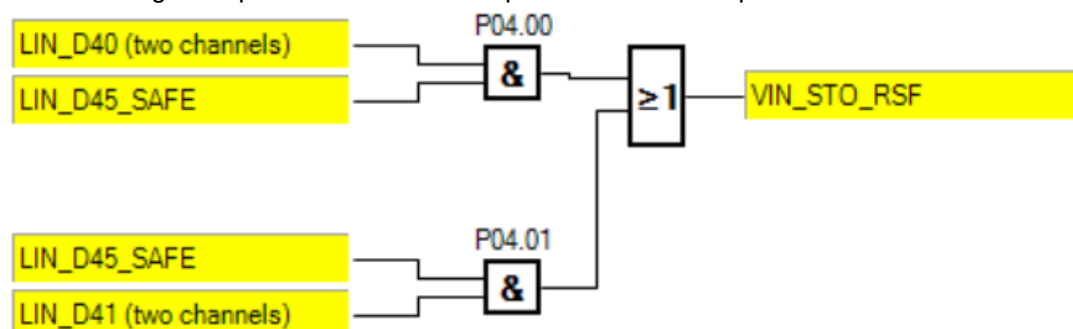 P04.00
LIN_D40 (two channels)
&
LIN_D45_SAFE
≥1
VIN_STO_RSF
P04.01
LIN_D45_SAFE
&
LIN_D41 (two channels)